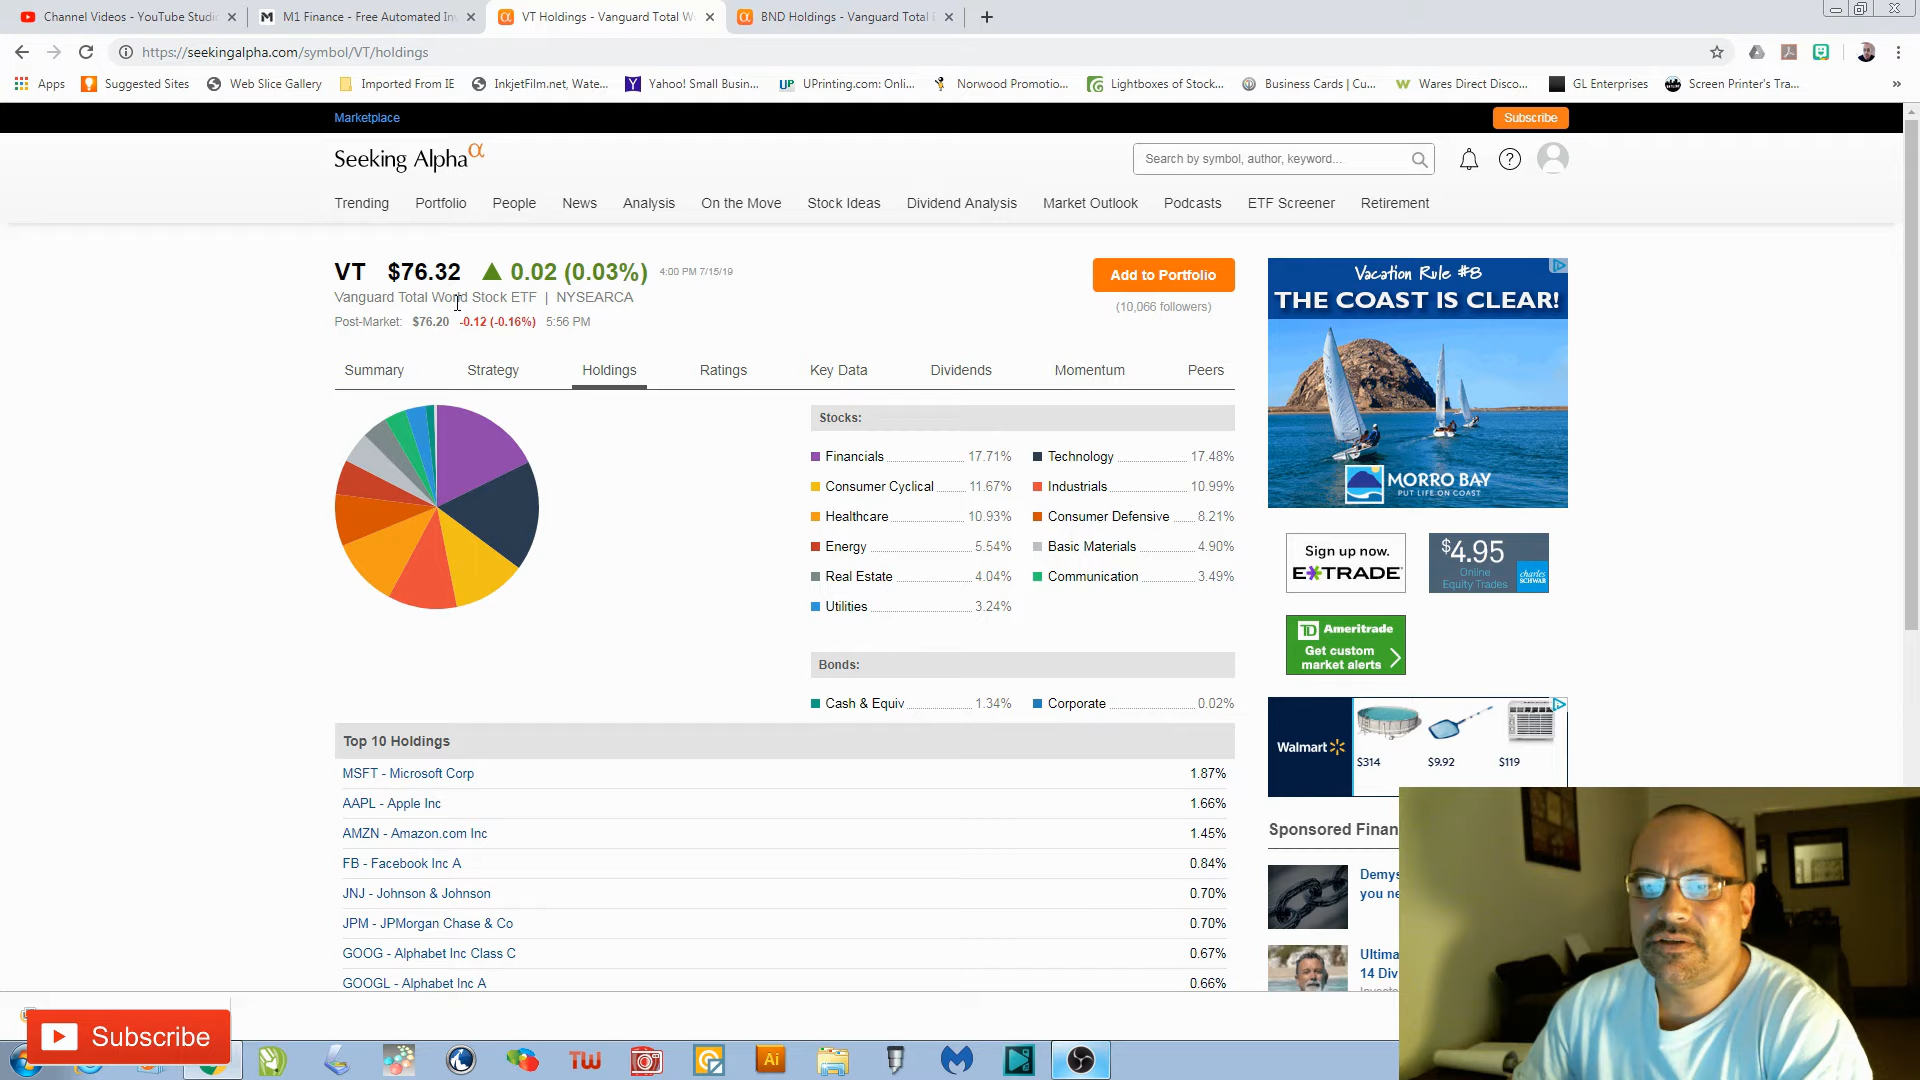 Channel Videos - YouTube Studi
M1 Finance - Free Automated In
VT Holdings - Vanguard Total W
BND Holdings - Vanguard Total
https://seekingalpha.com/symbol/VT/holdings
Apps
Suggested Sites
Web Slice Gallery
Imported From IE
InkjetFilm.net, Wate...
Yahoo! Small Busin...
UPrinting.com: Onli...
Norwood Promotio...
Lightboxes of Stock...
Business Cards | Cu...
Wares Direct Disco...
GL Enterprises
Screen Printer's Tra...
Marketplace
Subscribe
Seeking Alpha α
Search by symbol, author, keyword...
Trending
Portfolio
People
News
Analysis
On the Move
Stock Ideas
Dividend Analysis
Market Outlook
Podcasts
ETF Screener
Retirement
VT $76.32 ▲ 0.02 (0.03%) 4:00 PM 7/15/19
Vanguard Total World Stock ETF | NYSEARCA
Post-Market: $76.20 -0.12 (-0.16%) 5:56 PM
Add to Portfolio
(10,066 followers)
Summary
Strategy
Holdings
Ratings
Key Data
Dividends
Momentum
Peers
Stocks:
Financials 17.71%
Technology 17.48%
Consumer Cyclical 11.67%
Industrials 10.99%
Healthcare 10.93%
Consumer Defensive 8.21%
Energy 5.54%
Basic Materials 4.90%
Real Estate 4.04%
Communication 3.49%
Utilities 3.24%
Bonds:
Cash & Equiv 1.34%
Corporate 0.02%
Top 10 Holdings
MSFT - Microsoft Corp 1.87%
AAPL - Apple Inc 1.66%
AMZN - Amazon.com Inc 1.45%
FB - Facebook Inc A 0.84%
JNJ - Johnson & Johnson 0.70%
JPM - JPMorgan Chase & Co 0.70%
GOOG - Alphabet Inc Class C 0.67%
GOOGL - Alphabet Inc A 0.66%
Vacation Rule #8
THE COAST IS CLEAR!
MORRO BAY
PUT LIFE ON COAST
Sign up now.
E*TRADE
$4.95
Online
Equity Trades
charles
SCHWAB
TD Ameritrade
Get custom
market alerts
Walmart
$314
$9.92
$119
Sponsored Finan
Demys
you ne
Ultima
14 Div
Subscribe
TW
Ai